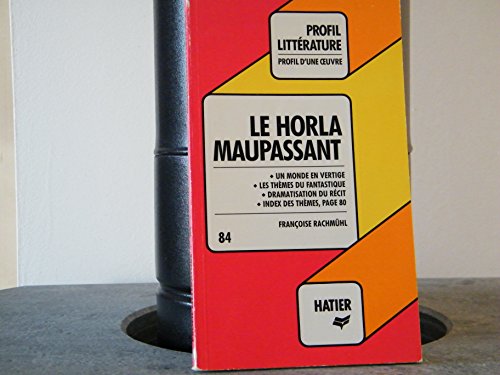 PROFIL
LITTÉRATURE
PROFIL D'UNE ŒUVRE
LE HORLA
MAUPASSANT
• UN MONDE EN VERTIGE
• LES THÈMES DU FANTASTIQUE
• DRAMATISATION DU RÉCIT
• INDEX DES THÈMES, PAGE 80
FRANÇOISE RACHMÜHL
84
HATIER